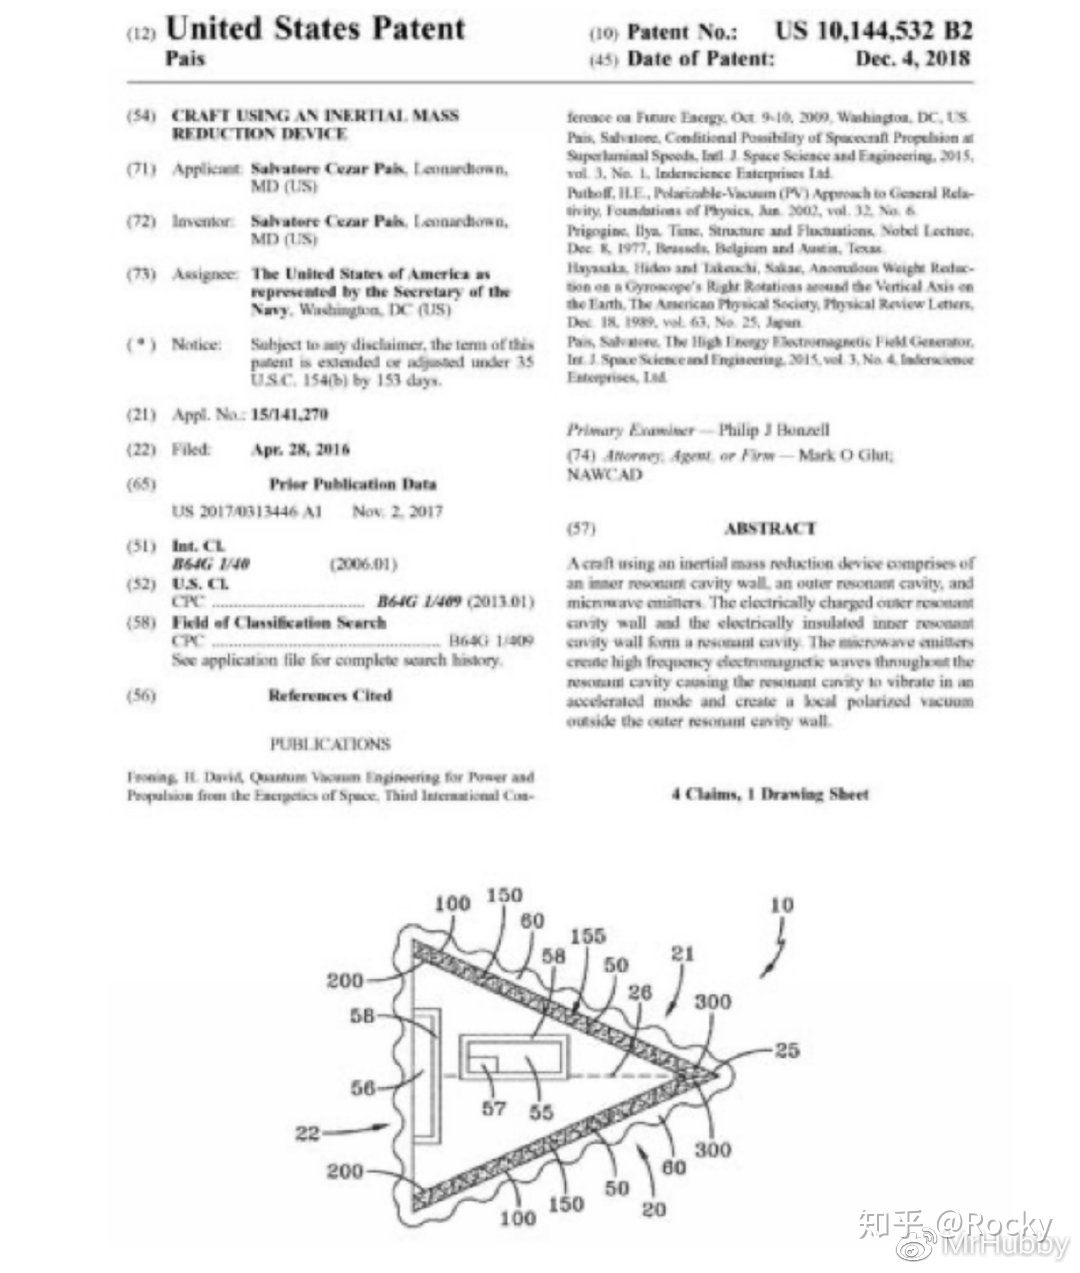 (12) United States Patent
Pais
(10) Patent No.: US 10,144,532 B2
(45) Date of Patent: Dec. 4, 2018
(54) CRAFT USING AN INERTIAL MASS
REDUCTION DEVICE
(71) Applicant: Salvatore Cezar Pais, Leonardtown,
MD (US)
(72) Inventor: Salvatore Cezar Pais, Leonardtown,
MD (US)
(73) Assignee: The United States of America as
represented by the Secretary of the
Navy, Washington, DC (US)
( * ) Notice: Subject to any disclaimer, the term of this
patent is extended or adjusted under 35
U.S.C. 154(b) by 153 days.
(21) Appl. No.: 15/141,270
(22) Filed: Apr. 28, 2016
(65) Prior Publication Data
US 2017/0313446 A1 Nov. 2, 2017
(51) Int. Cl.
B64G 1/40 (2006.01)
(52) U.S. Cl.
CPC .................................. B64G 1/409 (2013.01)
(58) Field of Classification Search
CPC .................................................. B64G 1/409
See application file for complete search history.
(56) References Cited
PUBLICATIONS
Froning, H. David, Quantum Vacuum Engineering for Power and
Propulsion from the Energetics of Space, Third International Con-
ference on Future Energy, Oct. 9-10, 2009, Washington, DC, US.
Pais, Salvatore, Conditional Possibility of Spacecraft Propulsion at
Superluminal Speeds, Intl. J. Space Science and Engineering, 2015,
vol. 3, No. 1, Inderscience Enterprises Ltd.
Puthoff, H.E., Polarizable-Vacuum (PV) Approach to General Rela-
tivity, Foundations of Physics, Jun. 2002, vol. 32, No. 6.
Prigogine, Ilya, Time, Structure and Fluctuations, Nobel Lecture,
Dec. 8, 1977, Brussels, Belgium and Austin, Texas.
Hayasaka, Hideo and Takeuchi, Sakae, Anomalous Weight Reduc-
tion on a Gyroscope's Right Rotations around the Vertical Axis on
the Earth, The American Physical Society, Physical Review Letters,
Dec. 18, 1989, vol. 63, No. 25, Japan.
Pais, Salvatore, The High Energy Electromagnetic Field Generator,
Int. J. Space Science and Engineering, 2015, vol. 3, No. 4, Inderscience
Enterprises, Ltd.
Primary Examiner — Philip J Bonzell
(74) Attorney, Agent, or Firm — Mark O Glut;
NAWCAD
(57) ABSTRACT
A craft using an inertial mass reduction device comprises of
an inner resonant cavity wall, an outer resonant cavity, and
microwave emitters. The electrically charged outer resonant
cavity wall and the electrically insulated inner resonant
cavity wall form a resonant cavity. The microwave emitters
create high frequency electromagnetic waves throughout the
resonant cavity causing the resonant cavity to vibrate in an
accelerated mode and create a local polarized vacuum
outside the outer resonant cavity wall.
4 Claims, 1 Drawing Sheet
100
150
60
155
58
50
21
10
200
26
300
58
25
56
57
55
22
300
60
200
50
20
150
100
知乎 @Rocky
MrHubby